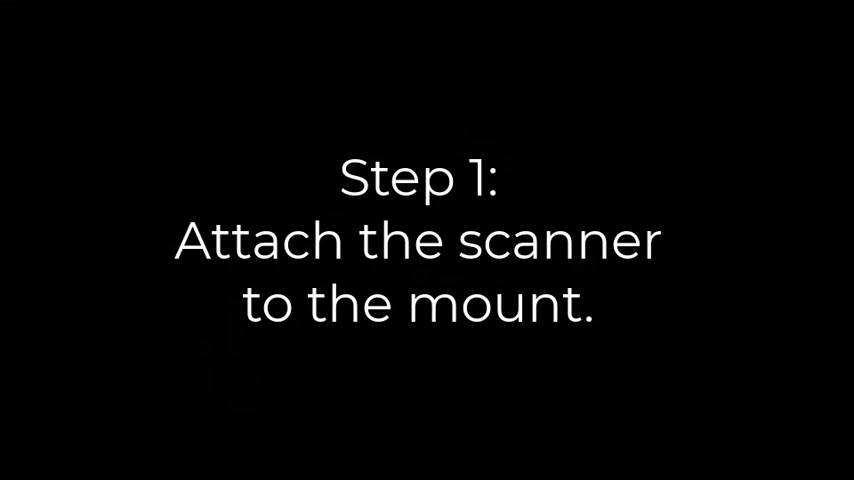 Step 1:
Attach the scanner
to the mount.